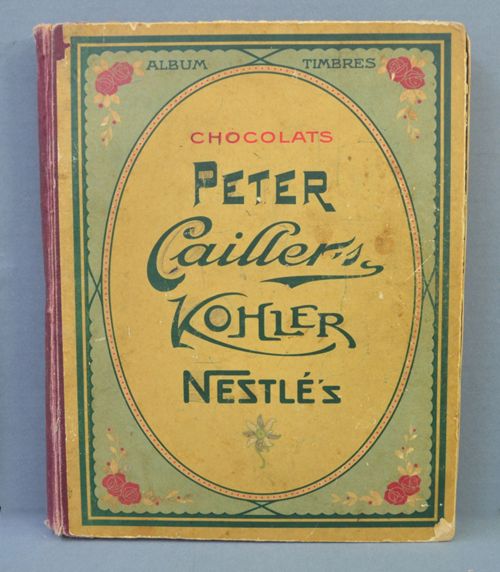 ALBUM TIMBRES
CHOCOLATS
PETER
Cailler's
KOHLER
NESTLÉ'S